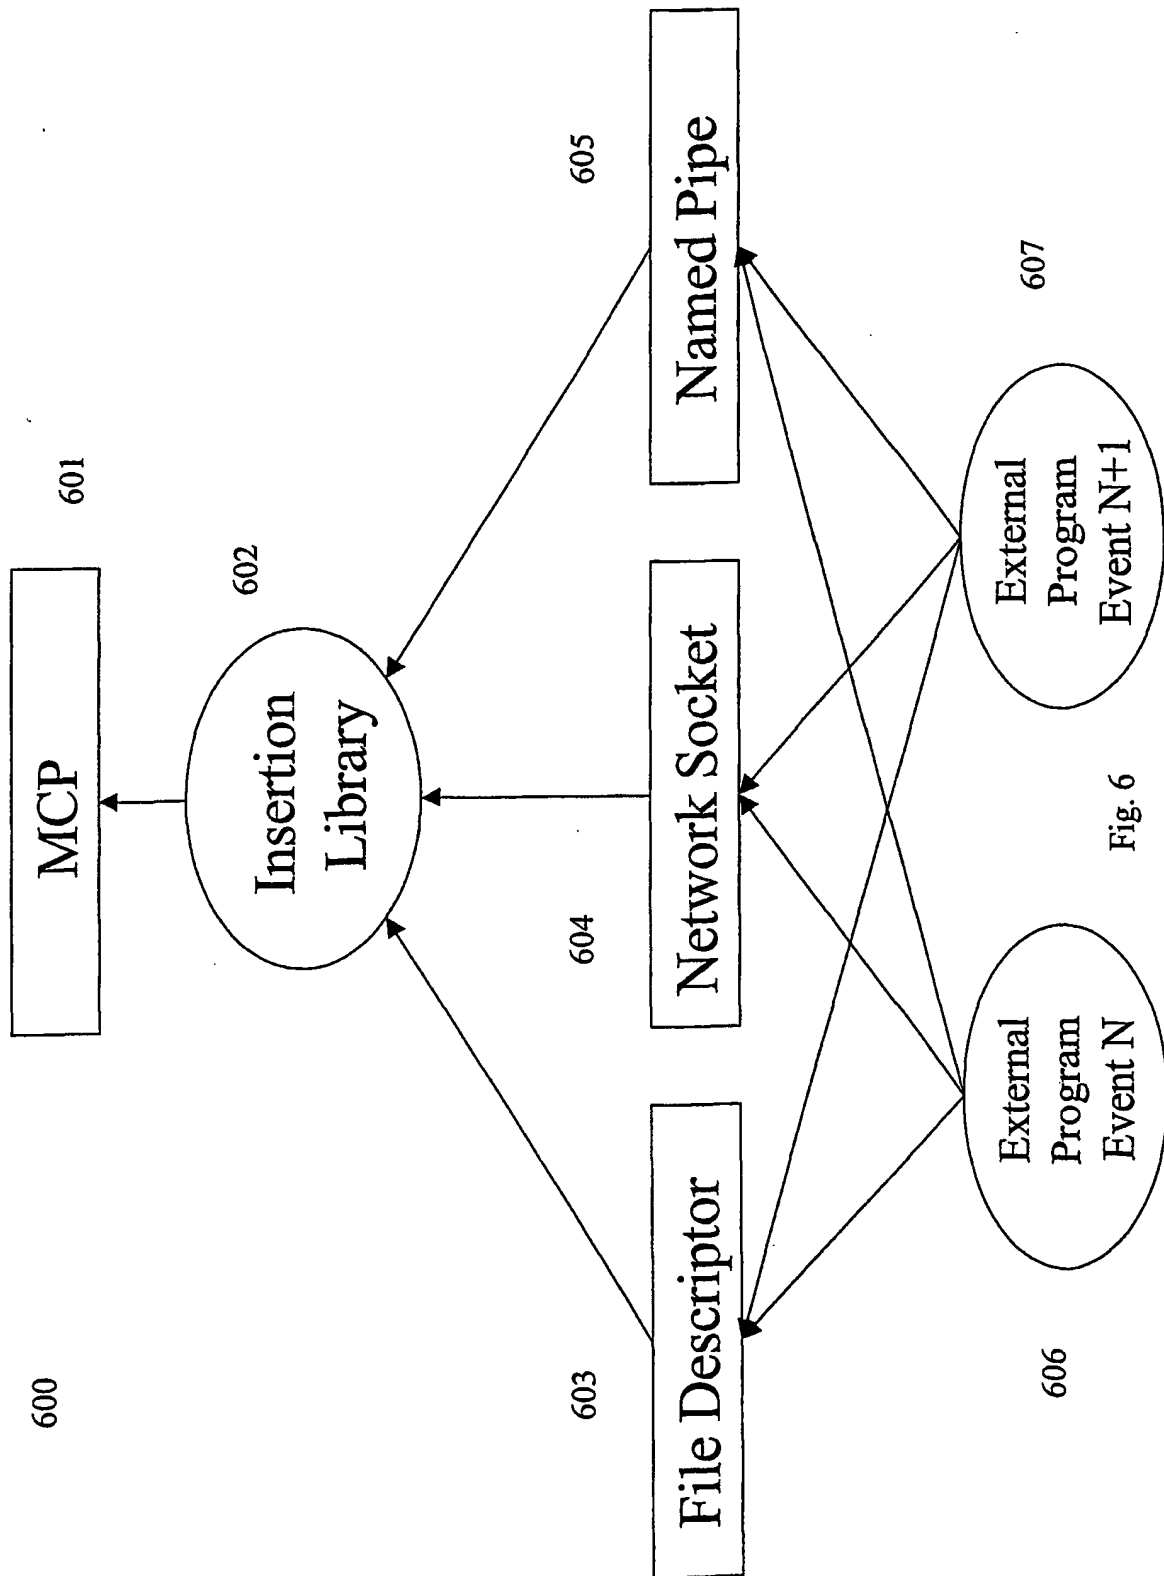 600
MCP
601
Insertion
Library
602
603
604
605
File Descriptor
Network Socket
Named Pipe
606
External
Program
Event N
External
Program
Event N+1
607
Fig. 6